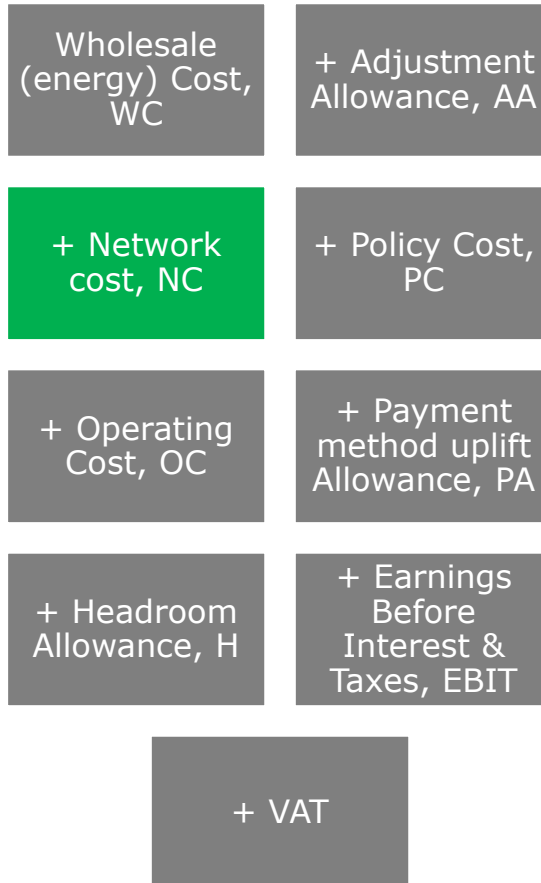 Wholesale
(energy) Cost,
WC
+ Adjustment
Allowance, AA
+ Network
cost, NC
+ Policy Cost,
PC
+ Operating
Cost, OC
+ Payment
method uplift
Allowance, PA
+ Headroom
Allowance, H
+ Earnings
Before
Interest &
Taxes, EBIT
+ VAT